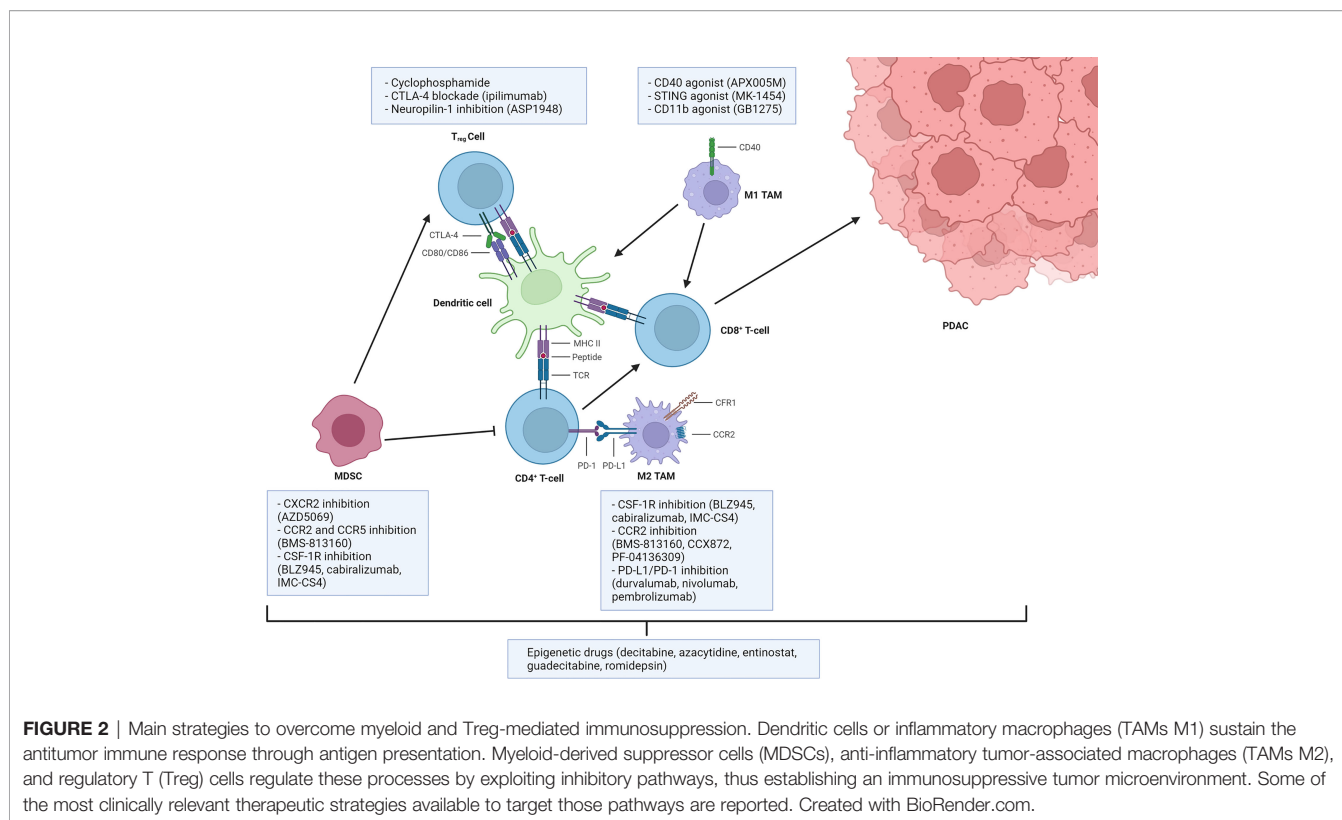 - Cyclophosphamide
- CTLA-4 blockade (ipilimumab)
- Neuropilin-1 inhibition (ASP1948)
- CD40 agonist (APX005M)
- STING agonist (MK-1454)
- CD11b agonist (GB1275)
Treg Cell
CD40
M1 TAM
CTLA-4
CD80/CD86
Dendritic cell
CD8+ T-cell
PDAC
MHC II
Peptide
TCR
CFR1
CCR2
PD-1
PD-L1
MDSC
CD4+ T-cell
M2 TAM
- CXCR2 inhibition
(AZD5069)
- CCR2 and CCR5 inhibition
(BMS-813160)
- CSF-1R inhibition
(BLZ945, cabiralizumab,
IMC-CS4)
- CSF-1R inhibition (BLZ945,
cabiralizumab, IMC-CS4)
- CCR2 inhibition
(BMS-813160, CCX872,
PF-04136309)
- PD-L1/PD-1 inhibition
(durvalumab, nivolumab,
pembrolizumab)
Epigenetic drugs (decitabine, azacytidine, entinostat,
guadecitabine, romidepsin)
FIGURE 2 | Main strategies to overcome myeloid and Treg-mediated immunosuppression. Dendritic cells or inflammatory macrophages (TAMs M1) sustain the
antitumor immune response through antigen presentation. Myeloid-derived suppressor cells (MDSCs), anti-inflammatory tumor-associated macrophages (TAMs M2),
and regulatory T (Treg) cells regulate these processes by exploiting inhibitory pathways, thus establishing an immunosuppressive tumor microenvironment. Some of
the most clinically relevant therapeutic strategies available to target those pathways are reported. Created with BioRender.com.